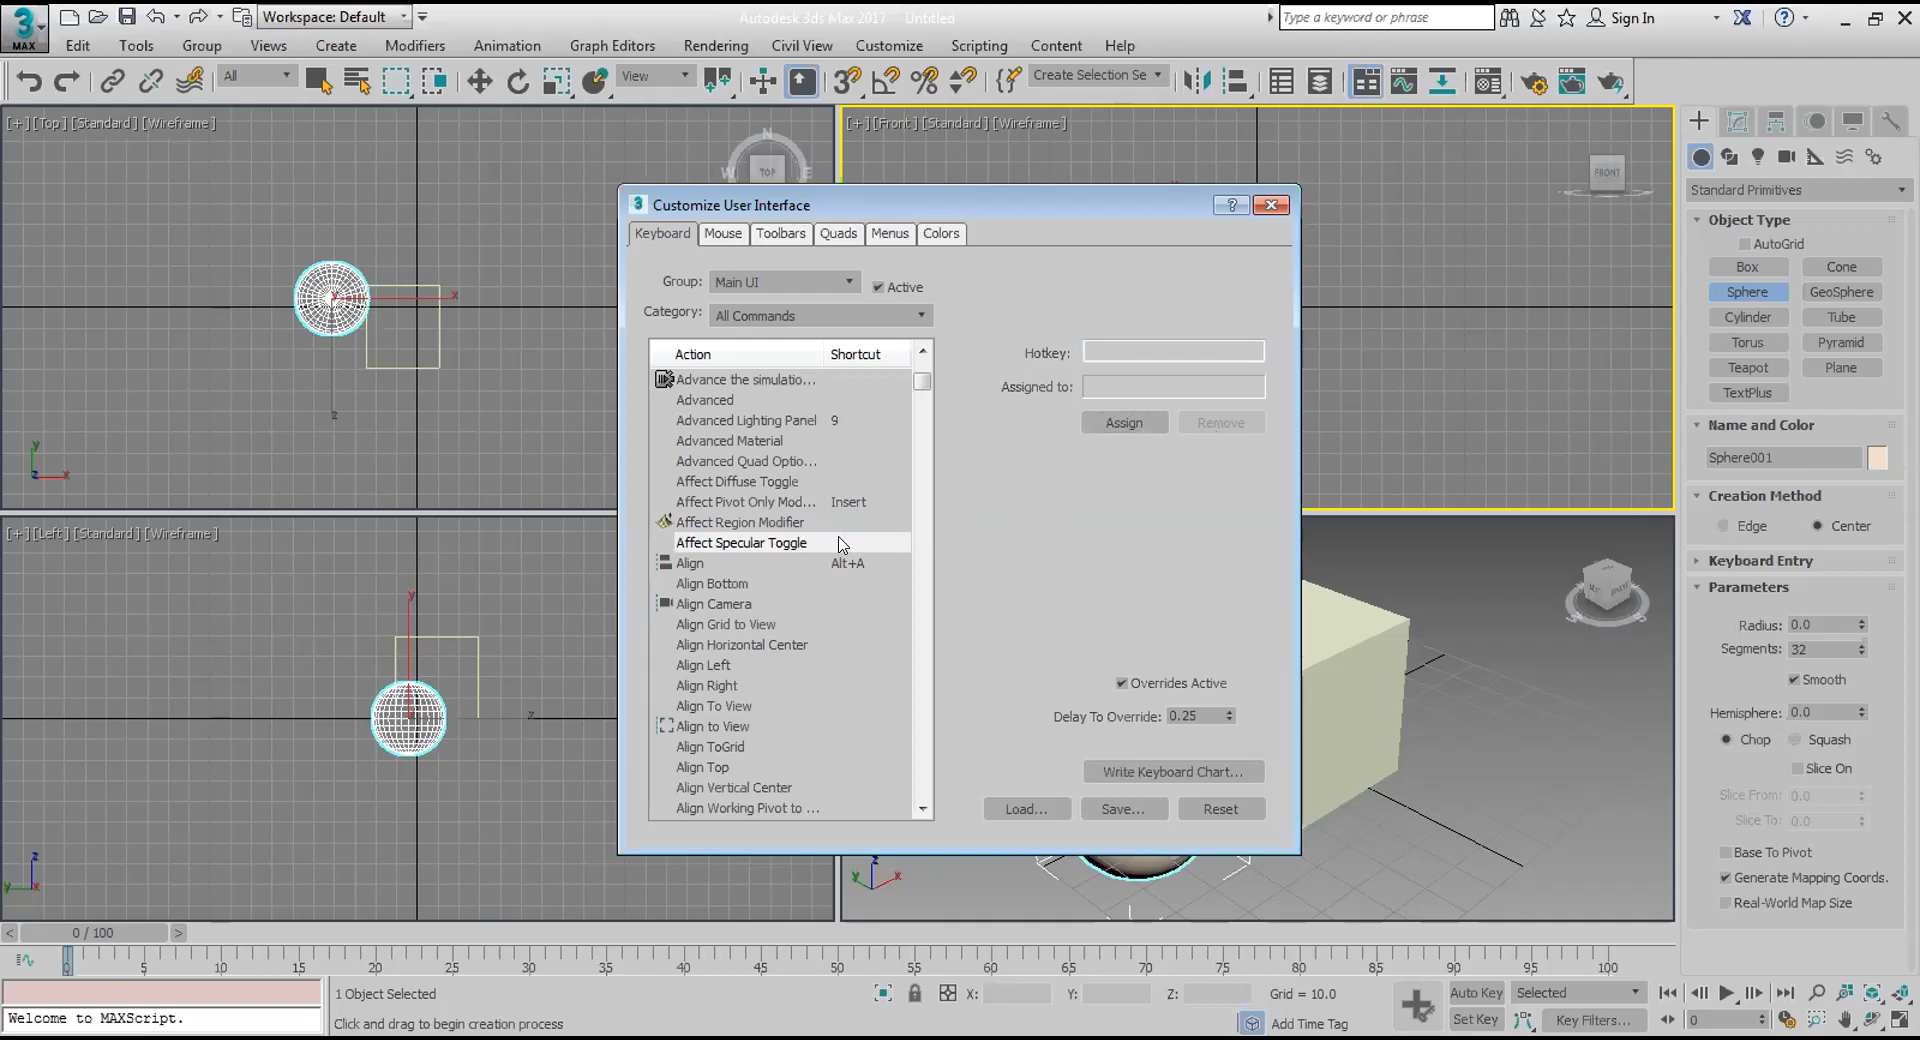 Workspace: Default
Autodesk 3ds Max 2017 Untitled
Type a keyword or phrase
Sign In
MAX
Edit Tools Group Views Create Modifiers Animation Graph Editors Rendering Civil View Customize Scripting Content Help
All
View
Create Selection Se
[+] [Top] [Standard] [Wireframe]
N
W
E
TOP
[+] [Front] [Standard] [Wireframe]
FRONT
x
y
z
y
z x
[+] [Left] [Standard] [Wireframe]
y
z
z
y x
Customize User Interface
Keyboard Mouse Toolbars Quads Menus Colors
Group: Main UI Active
Category: All Commands
Action Shortcut
Advance the simulatio...
Advanced
Advanced Lighting Panel 9
Advanced Material
Advanced Quad Optio...
Affect Diffuse Toggle
Affect Pivot Only Mod... Insert
Affect Region Modifier
Affect Specular Toggle
Align Alt+A
Align Bottom
Align Camera
Align Grid to View
Align Horizontal Center
Align Left
Align Right
Align To View
Align to View
Align ToGrid
Align Top
Align Vertical Center
Align Working Pivot to ...
Hotkey:
Assigned to:
Assign Remove
Overrides Active
Delay To Override: 0.25
Write Keyboard Chart...
Load... Save... Reset
z
y x
Standard Primitives
Object Type
AutoGrid
Box Cone
Sphere GeoSphere
Cylinder Tube
Torus Pyramid
Teapot Plane
TextPlus
Name and Color
Sphere001
Creation Method
Edge Center
Keyboard Entry
Parameters
Radius: 0.0
Segments: 32
Smooth
Hemisphere: 0.0
Chop Squash
Slice On
Slice From: 0.0
Slice To: 0.0
Base To Pivot
Generate Mapping Coords.
Real-World Map Size
< 0 / 100 >
0 5 10 15 20 25 30 35 40 45 50 55 60 65 70 75 80 85 90 95 100
1 Object Selected
X: Y: Z: Grid = 10.0
Auto Key Selected
Welcome to MAXScript.
Click and drag to begin creation process
Add Time Tag
Set Key Key Filters... 0